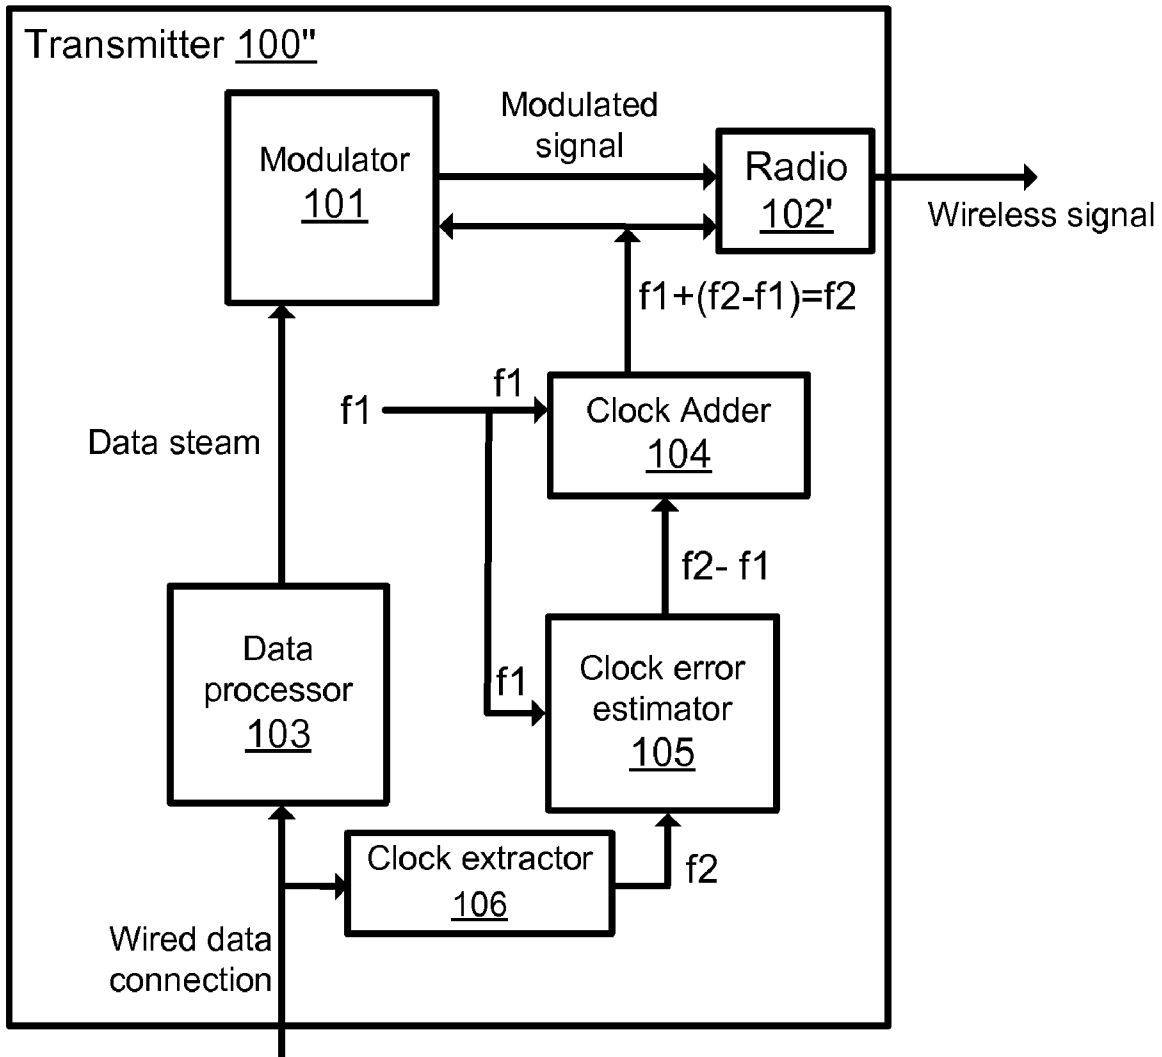 Transmitter 100"
Modulator
101
Modulated
signal
Radio
102'
Wireless signal
f1+(f2-f1)=f2
f1
f1
Clock Adder
104
Data steam
f2- f1
Data
processor
103
f1
Clock error
estimator
105
Clock extractor
106
f2
Wired data
connection